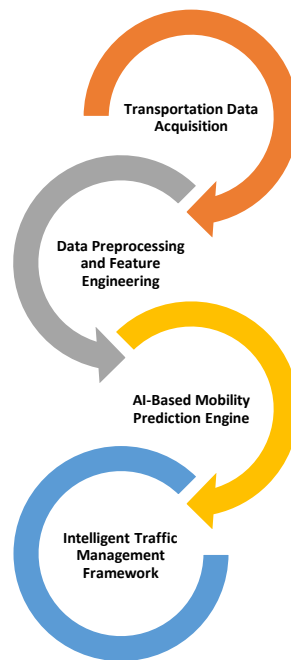 Transportation Data
Acquisition
Data Preprocessing
and Feature
Engineering
AI-Based Mobility
Prediction Engine
Intelligent Traffic
Management
Framework